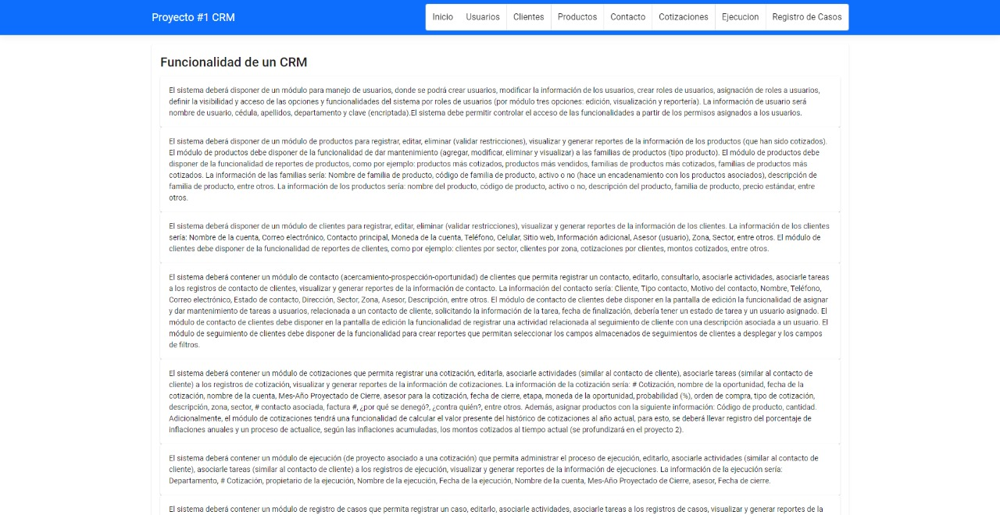 Proyecto #1 CRM
Inicio Usuarios Clientes Productos Contacto Cotizaciones Ejecucion Registro de Casos
Funcionalidad de un CRM
El sistema deberá disponer de un módulo para manejo de usuarios, donde se podrá crear usuarios, modificar la información de los usuarios, crear roles de usuarios, asignación de roles a usuarios,
definir la visibilidad y acceso de las opciones y funcionalidades del sistema por roles de usuarios (por módulo tres opciones: edición, visualización y reportería). La información de usuario será
nombre de usuario, cédula, apellidos, departamento y clave (encriptada).El sistema debe permitir controlar el acceso de las funcionalidades a partir de los permisos asignados a los usuarios.
El sistema deberá disponer de un módulo de productos para registrar, editar, eliminar (validar restricciones), visualizar y generar reportes de la información de los productos (que han sido cotizados).
El módulo de productos debe disponer de la funcionalidad de dar mantenimiento (agregar, modificar, eliminar y visualizar) a las familias de productos (tipo producto). El módulo de productos debe
disponer de la funcionalidad de reportes de productos, como por ejemplo: productos más cotizados, productos más vendidos, familias de productos más cotizados, familias de productos más
cotizados. La información de las familias sería: Nombre de familia de producto, código de familia de producto, activo o no (hace un encadenamiento con los productos asociados), descripción de
familia de producto, entre otros. La información de los productos sería: nombre del producto, código de producto, activo o no, descripción del producto, familia de producto, precio estándar, entre
otros.
El sistema deberá disponer de un módulo de clientes para registrar, editar, eliminar (validar restricciones), visualizar y generar reportes de la información de los clientes. La información de los clientes
sería: Nombre de la cuenta, Correo electrónico, Contacto principal, Moneda de la cuenta, Teléfono, Celular, Sitio web, Información adicional, Asesor (usuario), Zona, Sector, entre otros. El módulo de
clientes debe disponer de la funcionalidad de reportes de clientes, como por ejemplo: clientes por sector, clientes por zona, cotizaciones por clientes, montos cotizados, entre otros.
El sistema deberá contener un módulo de contacto (acercamiento-prospección-oportunidad) de clientes que permita registrar un contacto, editarlo, consultarlo, asociarle actividades, asociarle tareas
a los registros de contacto de clientes, visualizar y generar reportes de la información de contacto. La información del contacto sería: Cliente, Tipo contacto, Motivo del contacto, Nombre, Teléfono,
Correo electrónico, Estado de contacto, Dirección, Sector, Zona, Asesor, Descripción, entre otros. El módulo de contacto de clientes debe disponer en la pantalla de edición la funcionalidad de asignar
y dar mantenimiento de tareas a usuarios, relacionada a un contacto de cliente, solicitando la información de la tarea, fecha de finalización, debería tener un estado de tarea y un usuario asignado. El
módulo de contacto de clientes debe disponer en la pantalla de edición la funcionalidad de registrar una actividad relacionada al seguimiento de cliente con una descripción asociada a un usuario. El
módulo de seguimiento de clientes debe disponer de la funcionalidad para crear reportes que permitan seleccionar los campos almacenados de seguimientos de clientes a desplegar y los campos
de filtros.
El sistema deberá contener un módulo de cotizaciones que permita registrar una cotización, editarla, asociarle actividades (similar al contacto de cliente), asociarle tareas (similar al contacto de
cliente) a los registros de cotización, visualizar y generar reportes de la información de cotizaciones. La información de la cotización sería: # Cotización, nombre de la oportunidad, fecha de la
cotización, nombre de la cuenta, Mes-Año Proyectado de Cierre, asesor para la cotización, fecha de cierre, etapa, moneda de la oportunidad, probabilidad (%), orden de compra, tipo de cotización,
descripción, zona, sector, # contacto asociada, factura #, ¿por qué se denegó?, ¿contra quién?, entre otros. Además, asignar productos con la siguiente información: Código de producto, cantidad.
Adicionalmente, el módulo de cotizaciones tendrá una funcionalidad de calcular el valor presente del histórico de cotizaciones al año actual, para esto, se deberá llevar registro del porcentaje de
inflaciones anuales y un proceso de actualice, según las inflaciones acumuladas, los montos cotizados al tiempo actual (se profundizará en el proyecto 2).
El sistema deberá contener un módulo de ejecución (de proyecto asociado a una cotización) que permita administrar el proceso de ejecución, editarlo, asociarle actividades (similar al contacto de
cliente), asociarle tareas (similar al contacto de cliente) a los registros de ejecución, visualizar y generar reportes de la información de ejecuciones. La información de la ejecución sería:
Departamento, # Cotización, propietario de la ejecución, Nombre de la ejecución, Fecha de la ejecución, Nombre de la cuenta, Mes-Año Proyectado de Cierre, asesor, Fecha de cierre.
El sistema deberá contener un módulo de registro de casos que permita registrar un caso, editarlo, asociarle actividades, asociarle tareas a los registros de casos, visualizar y generar reportes de la